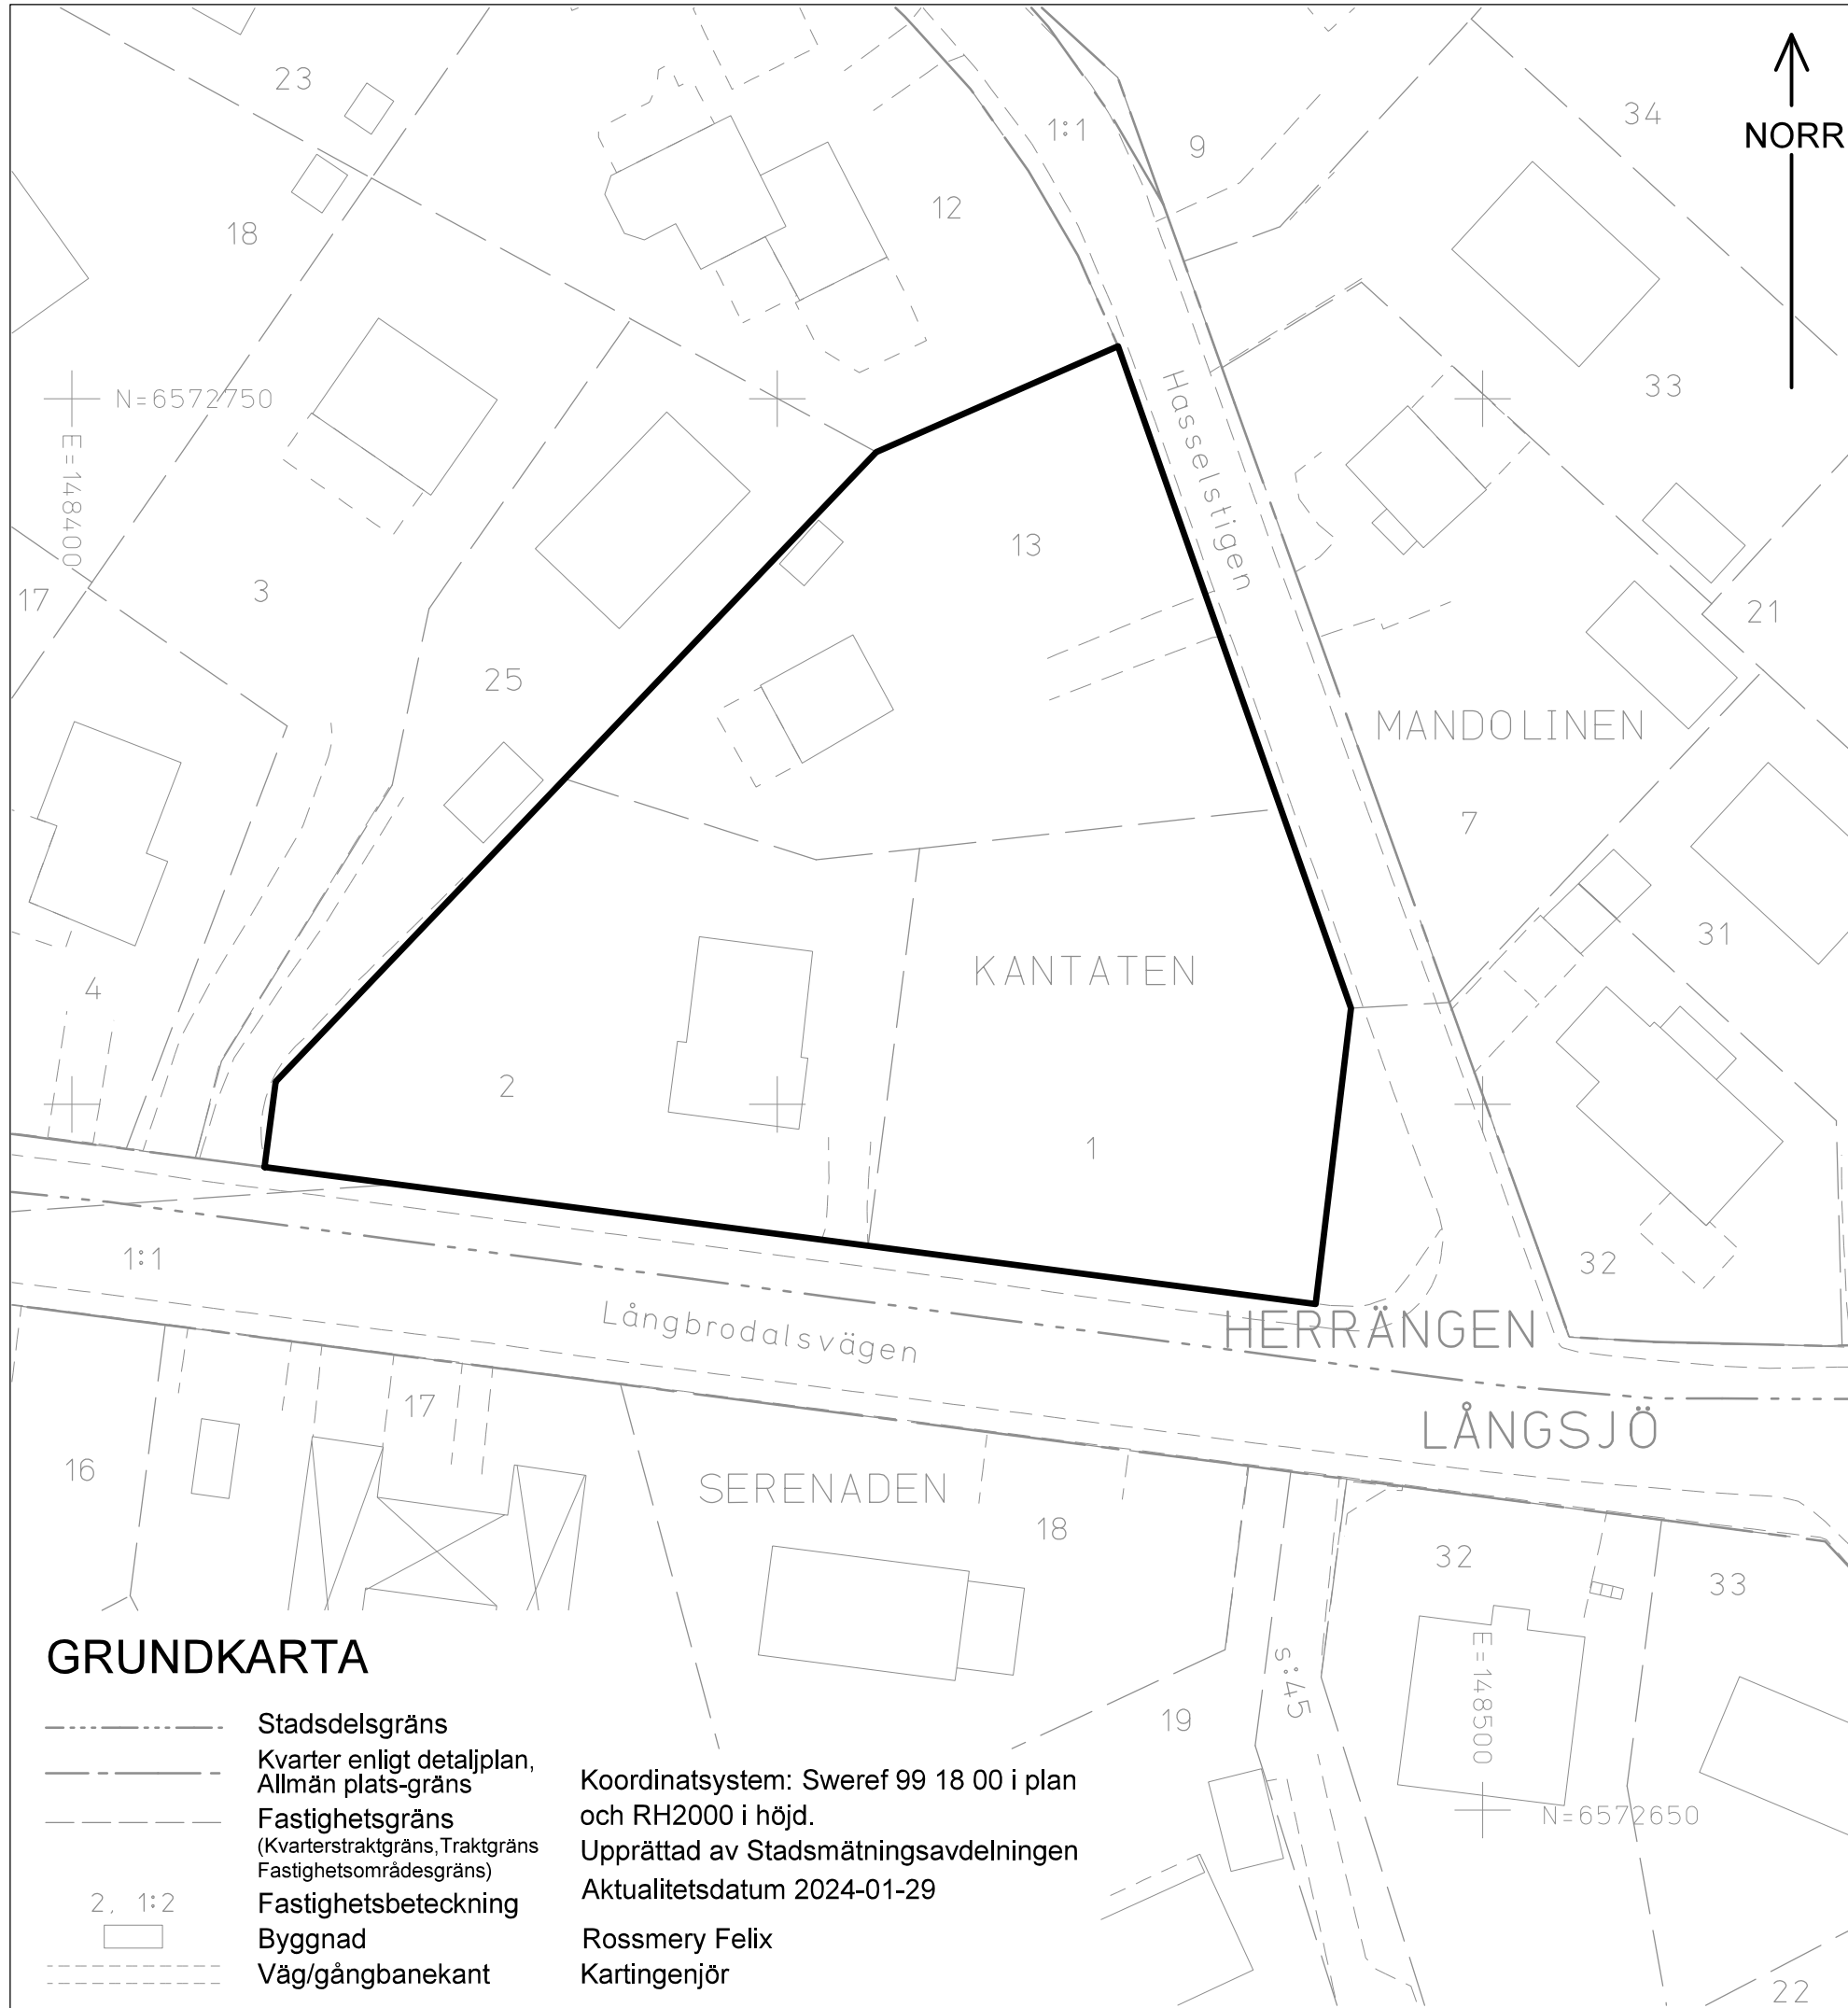 23
1:1
9
34
NORR
18
12
N=6572750
33
E=148400
Hasselstigen
13
17
3
21
25
MANDOLINEN
7
31
KANTATEN
4
2
1
1:1
32
Långbrodalsvägen
HERRÄNGEN
17
LÅNGSJÖ
16
SERENADEN
18
32
33
GRUNDKARTA
s:45
E=148500
19
Stadsdelsgräns
Kvarter enligt detaljplan,
Allmän plats-gräns
Fastighetsgräns
(Kvarterstraktgräns,Traktgräns
Fastighetsområdesgräns)
2, 1:2
Fastighetsbeteckning
Byggnad
Väg/gångbanekant
Koordinatsystem: Sweref 99 18 00 i plan
och RH2000 i höjd.
Upprättad av Stadsmätningsavdelningen
Aktualitetsdatum 2024-01-29
Rossmery Felix
Kartingenjör
N=6572650
22